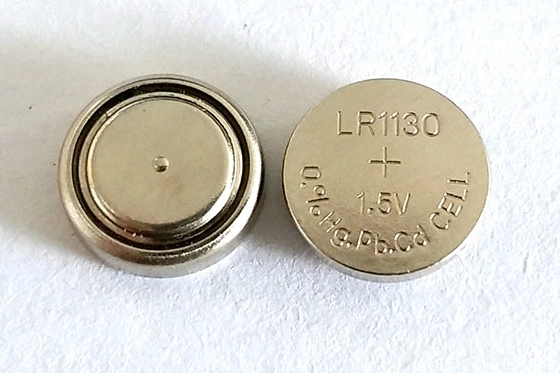 LR1130
+
1.5V
0.%Hg.Pb.Cd CELL